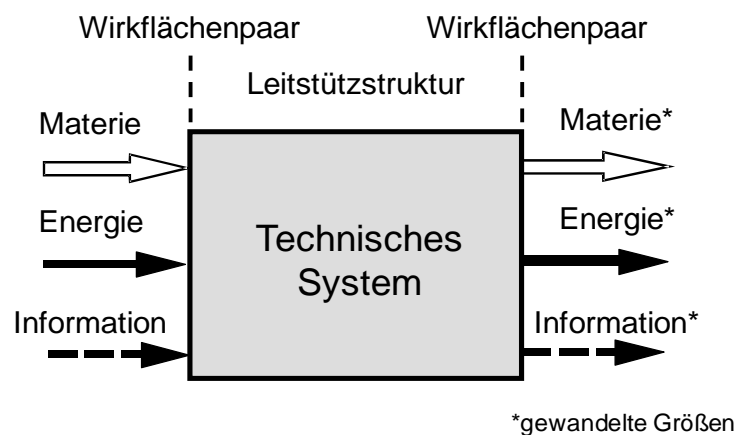 Wirkflächenpaar Wirkflächenpaar
Leitstützstruktur
Materie Materie*
Energie Energie*
Technisches
System
Information Information*
*gewandelte Größen